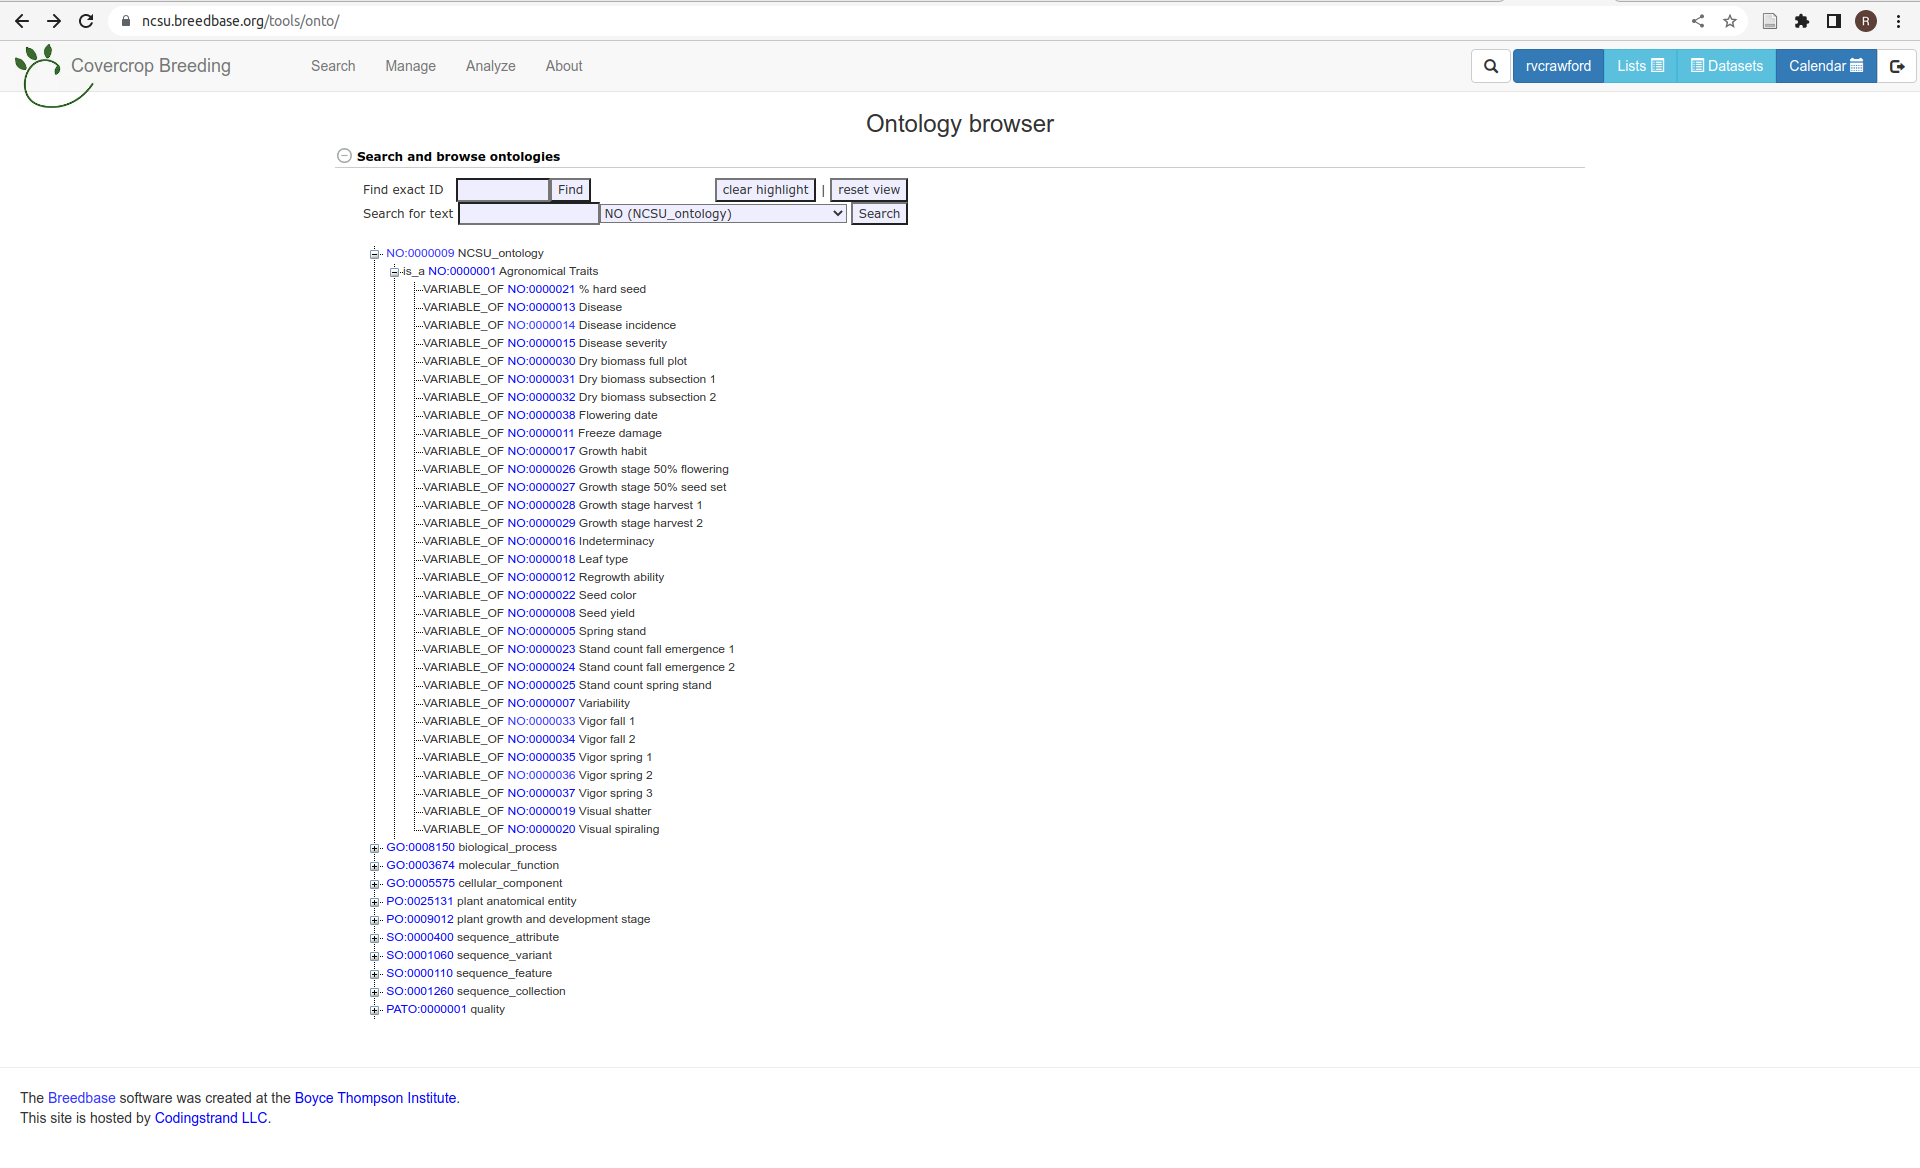 ncsu.breedbase.org/tools/onto/
R
Covercrop Breeding
Search Manage Analyze About
rvcrawford Lists Datasets Calendar
Ontology browser
Search and browse ontologies
Find exact ID Find clear highlight | reset view
Search for text NO (NCSU_ontology) Search
NO:0000009 NCSU_ontology
is_a NO:0000001 Agronomical Traits
VARIABLE_OF NO:0000021 % hard seed
VARIABLE_OF NO:0000013 Disease
VARIABLE_OF NO:0000014 Disease incidence
VARIABLE_OF NO:0000015 Disease severity
VARIABLE_OF NO:0000030 Dry biomass full plot
VARIABLE_OF NO:0000031 Dry biomass subsection 1
VARIABLE_OF NO:0000032 Dry biomass subsection 2
VARIABLE_OF NO:0000038 Flowering date
VARIABLE_OF NO:0000011 Freeze damage
VARIABLE_OF NO:0000017 Growth habit
VARIABLE_OF NO:0000026 Growth stage 50% flowering
VARIABLE_OF NO:0000027 Growth stage 50% seed set
VARIABLE_OF NO:0000028 Growth stage harvest 1
VARIABLE_OF NO:0000029 Growth stage harvest 2
VARIABLE_OF NO:0000016 Indeterminacy
VARIABLE_OF NO:0000018 Leaf type
VARIABLE_OF NO:0000012 Regrowth ability
VARIABLE_OF NO:0000022 Seed color
VARIABLE_OF NO:0000008 Seed yield
VARIABLE_OF NO:0000005 Spring stand
VARIABLE_OF NO:0000023 Stand count fall emergence 1
VARIABLE_OF NO:0000024 Stand count fall emergence 2
VARIABLE_OF NO:0000025 Stand count spring stand
VARIABLE_OF NO:0000007 Variability
VARIABLE_OF NO:0000033 Vigor fall 1
VARIABLE_OF NO:0000034 Vigor fall 2
VARIABLE_OF NO:0000035 Vigor spring 1
VARIABLE_OF NO:0000036 Vigor spring 2
VARIABLE_OF NO:0000037 Vigor spring 3
VARIABLE_OF NO:0000019 Visual shatter
VARIABLE_OF NO:0000020 Visual spiraling
GO:0008150 biological_process
GO:0003674 molecular_function
GO:0005575 cellular_component
PO:0025131 plant anatomical entity
PO:0009012 plant growth and development stage
SO:0000400 sequence_attribute
SO:0001060 sequence_variant
SO:0000110 sequence_feature
SO:0001260 sequence_collection
PATO:0000001 quality
The Breedbase software was created at the Boyce Thompson Institute.
This site is hosted by Codingstrand LLC.